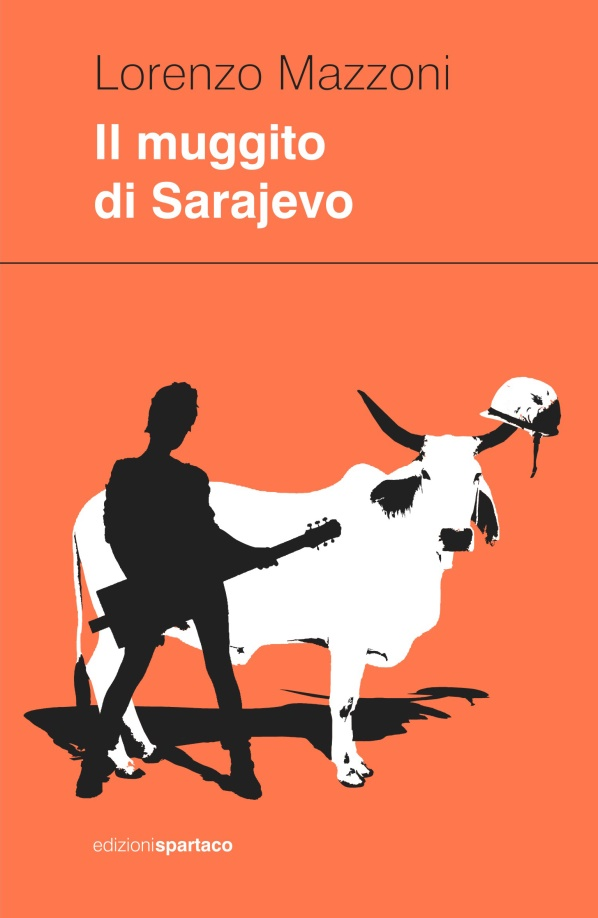 Lorenzo Mazzoni
Il muggito
di Sarajevo
edizionispartaco